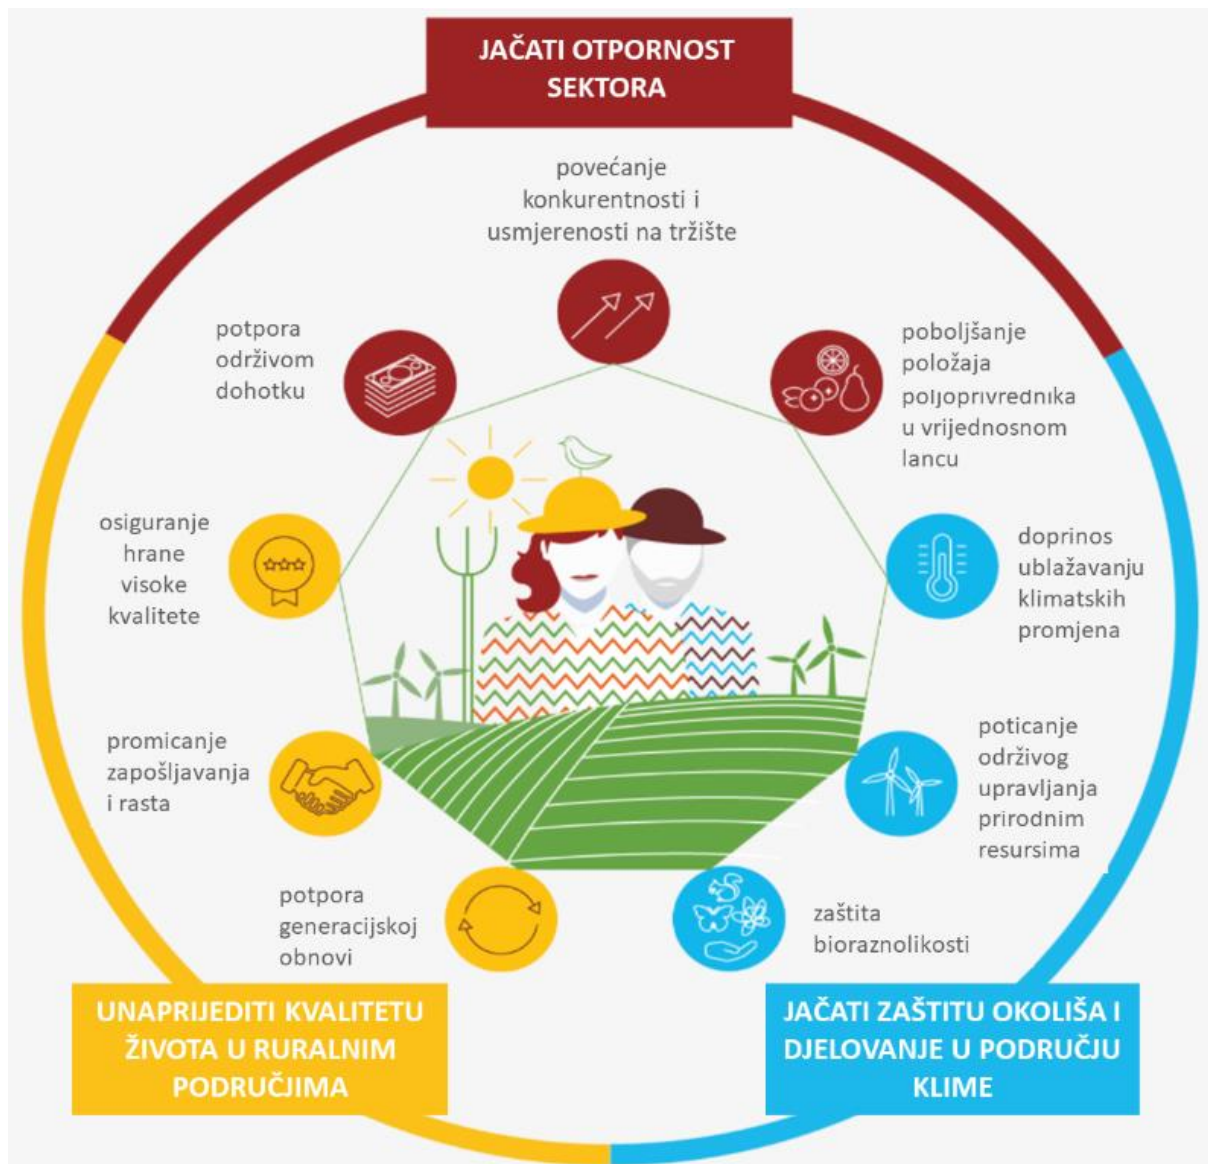 JAČATI OTPORNOST
SEKTORA
povećanje
konkurentnosti i
usmjerenosti na tržište
potpora
održivom
dohotku
poboljšanje
položaja
poljoprivrednika
u vrijednosnom
lancu
osiguranje
hrane
visoke
kvalitete
doprinos
ublažavanju
klimatskih
promjena
promicanje
zapošljavanja
i rasta
poticanje
održivog
upravljanja
prirodnim
resursima
potpora
generacijskoj
obnovi
zaštita
bioraznolikosti
UNAPRIJEDITI KVALITETU
ŽIVOTA U RURALNIM
PODRUČJIMA
JAČATI ZAŠTITU OKOLIŠA I
DJELOVANJE U PODRUČJU
KLIME